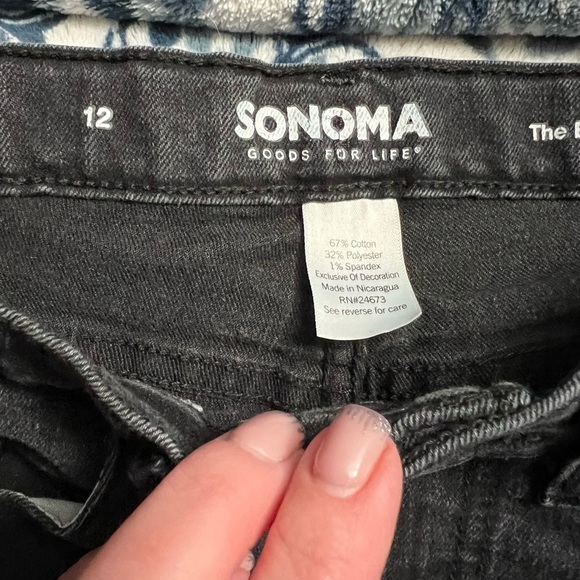 12
SONOMA
GOODS FOR LIFE®
The
67% Cotton
32% Polyester
1% Spandex
Exclusive Of Decoration
Made in Nicaragua
RN#24673
See reverse for care